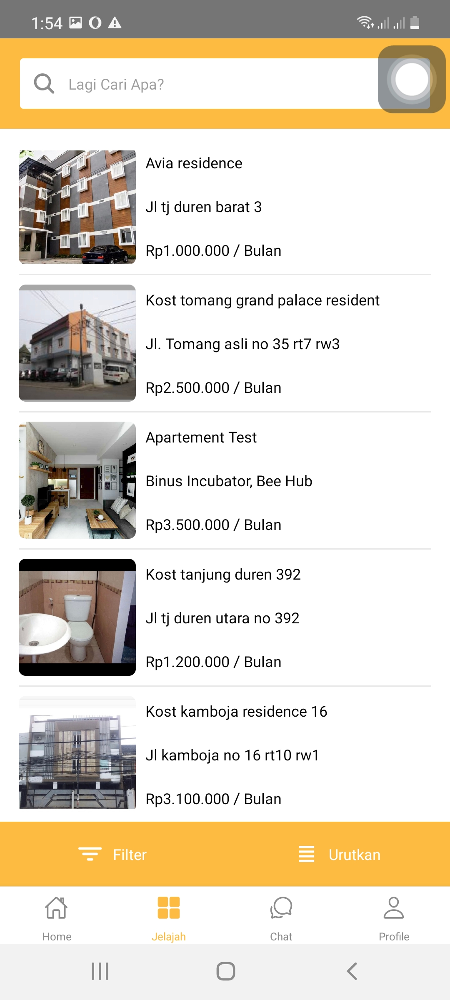 1:54
Lagi Cari Apa?
Avia residence
Jl tj duren barat 3
Rp1.000.000 / Bulan
Kost tomang grand palace resident
Jl. Tomang asli no 35 rt7 rw3
Rp2.500.000 / Bulan
Apartement Test
Binus Incubator, Bee Hub
Rp3.500.000 / Bulan
Kost tanjung duren 392
Jl tj duren utara no 392
Rp1.200.000 / Bulan
Kost kamboja residence 16
Jl kamboja no 16 rt10 rw1
Rp3.100.000 / Bulan
Filter
Urutkan
Home
Jelajah
Chat
Profile